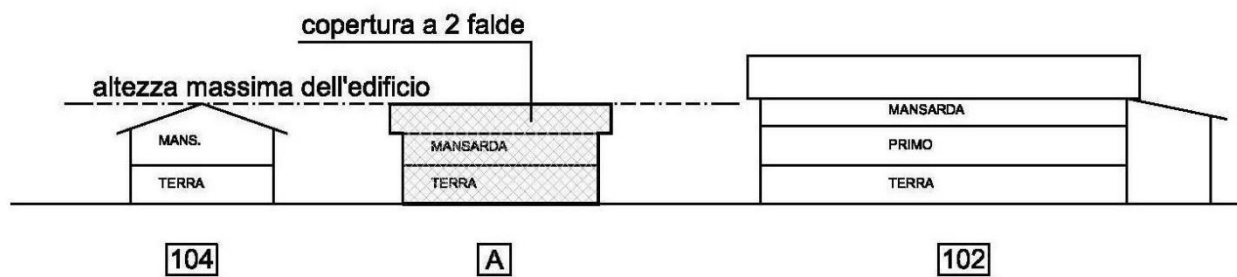 copertura a 2 falde
altezza massima dell'edificio
MANS.
TERRA
MANSARDA
TERRA
MANSARDA
PRIMO
TERRA
104
A
102